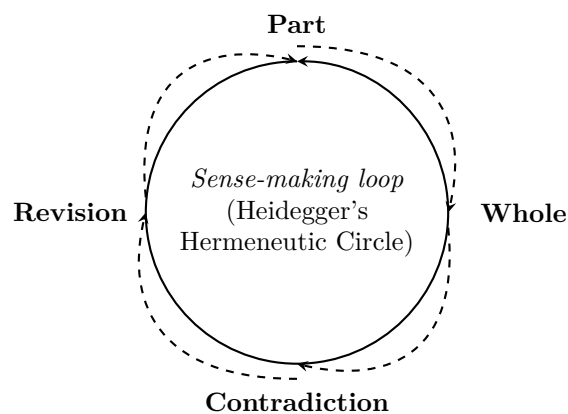 Part
Sense-making loop
(Heidegger's
Hermeneutic Circle)
Revision
Whole
Contradiction